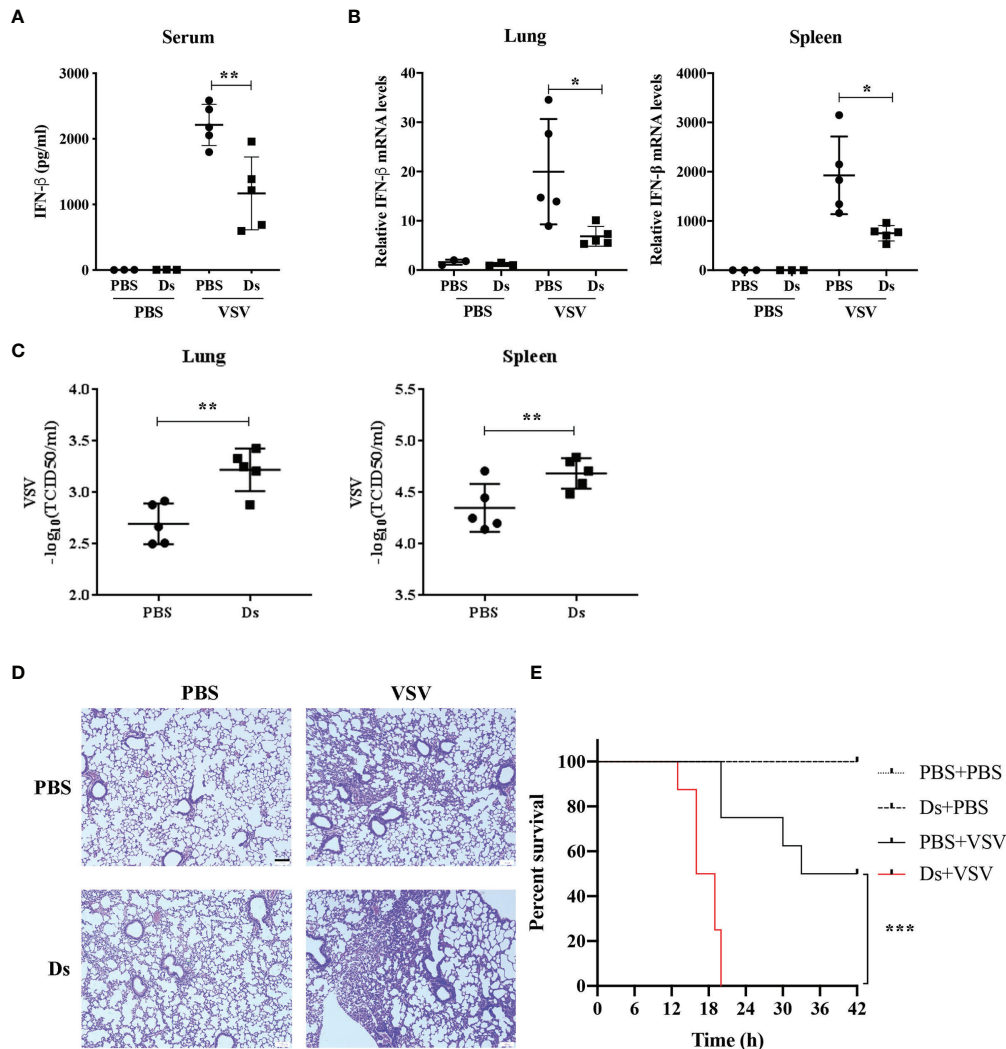 A
Serum
IFN-β (pg/ml)
3000
2000
1000
0
**
PBS Ds PBS Ds
PBS VSV
B
Lung
Relative IFN-β mRNA levels
40
30
20
10
0
*
PBS Ds PBS Ds
PBS VSV
Spleen
Relative IFN-β mRNA levels
4000
3000
2000
1000
0
*
PBS Ds PBS Ds
PBS VSV
C
Lung
VSV
-log10(TCID50/ml)
4.0
3.5
3.0
2.5
2.0
**
PBS Ds
Spleen
VSV
-log10(TCID50/ml)
5.5
5.0
4.5
4.0
3.5
**
PBS Ds
D
PBS VSV
PBS
Ds
E
Percent survival
100
80
60
40
20
0
0 6 12 18 24 30 36 42
Time (h)
PBS+PBS
Ds+PBS
PBS+VSV
Ds+VSV
***